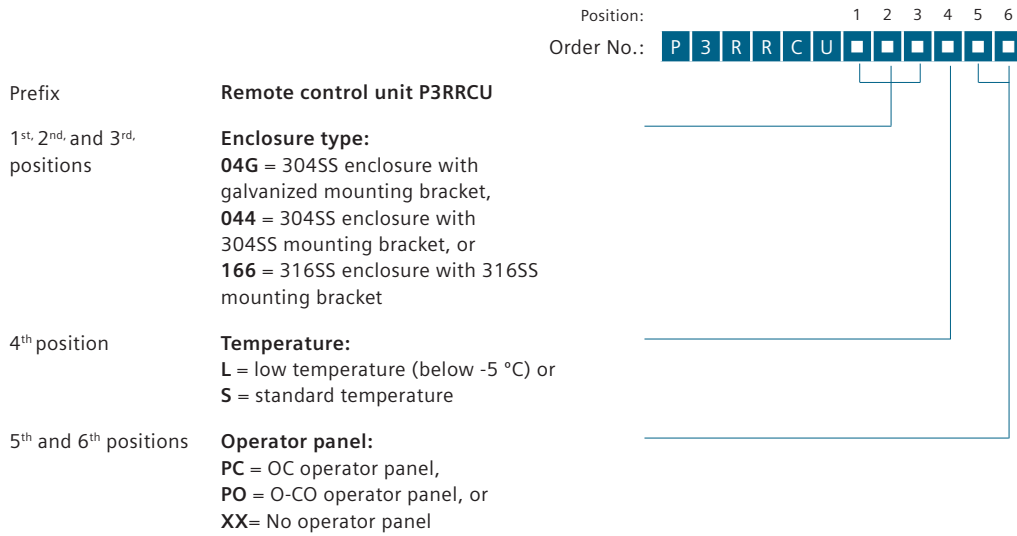 Position: 1 2 3 4 5 6
Order No.: P 3 R R C U
Prefix Remote control unit P3RRCU
1st, 2nd, and 3rd, Enclosure type:
positions 04G = 304SS enclosure with
galvanized mounting bracket,
044 = 304SS enclosure with
304SS mounting bracket, or
166 = 316SS enclosure with 316SS
mounting bracket
4th position Temperature:
L = low temperature (below -5 °C) or
S = standard temperature
5th and 6th positions Operator panel:
PC = OC operator panel,
PO = O-CO operator panel, or
XX= No operator panel